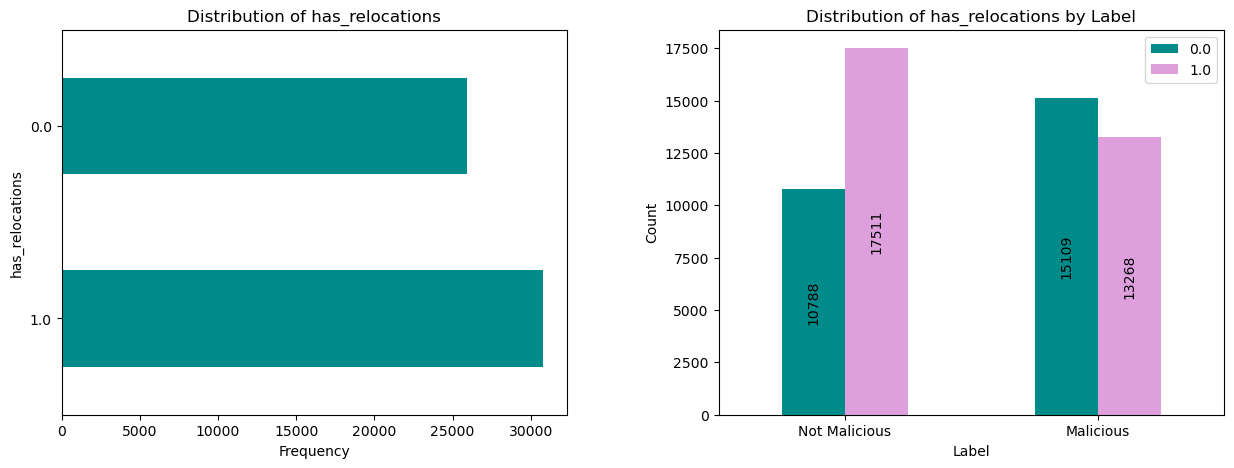 Distribution of has_relocations
has_relocations
0.0
1.0
0
5000
10000
15000
20000
25000
30000
Frequency
Distribution of has_relocations by Label
Count
17500
15000
12500
10000
7500
5000
2500
0
10788
17511
15109
13268
0.0
1.0
Not Malicious
Malicious
Label